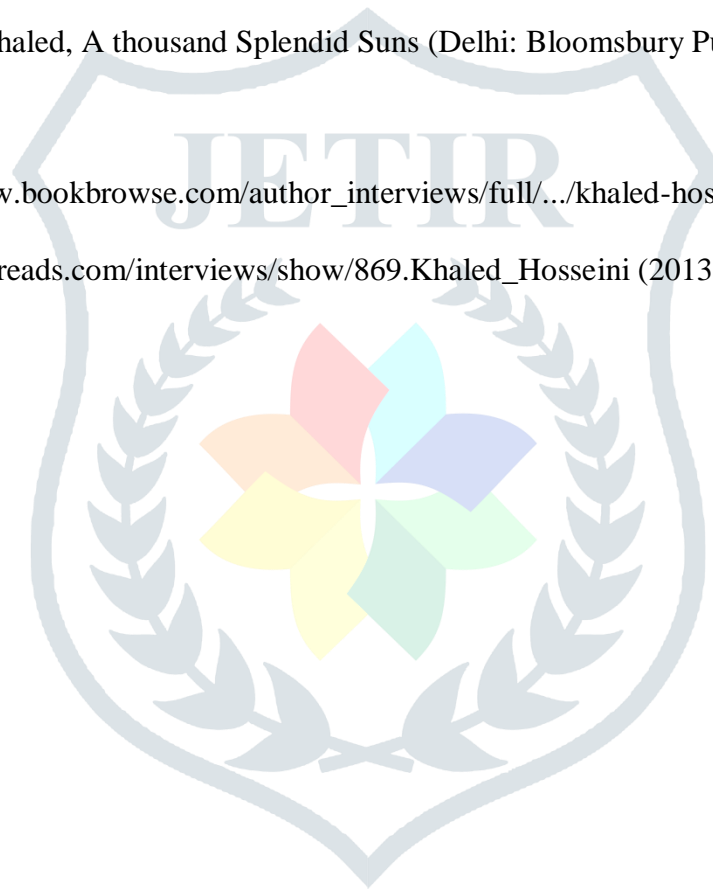 haled, A thousand Splendid Suns (Delhi: Bloomsbury Pu
JETIR
w.bookbrowse.com/author_interviews/full/.../khaled-hos
reads.com/interviews/show/869.Khaled_Hosseini (2013